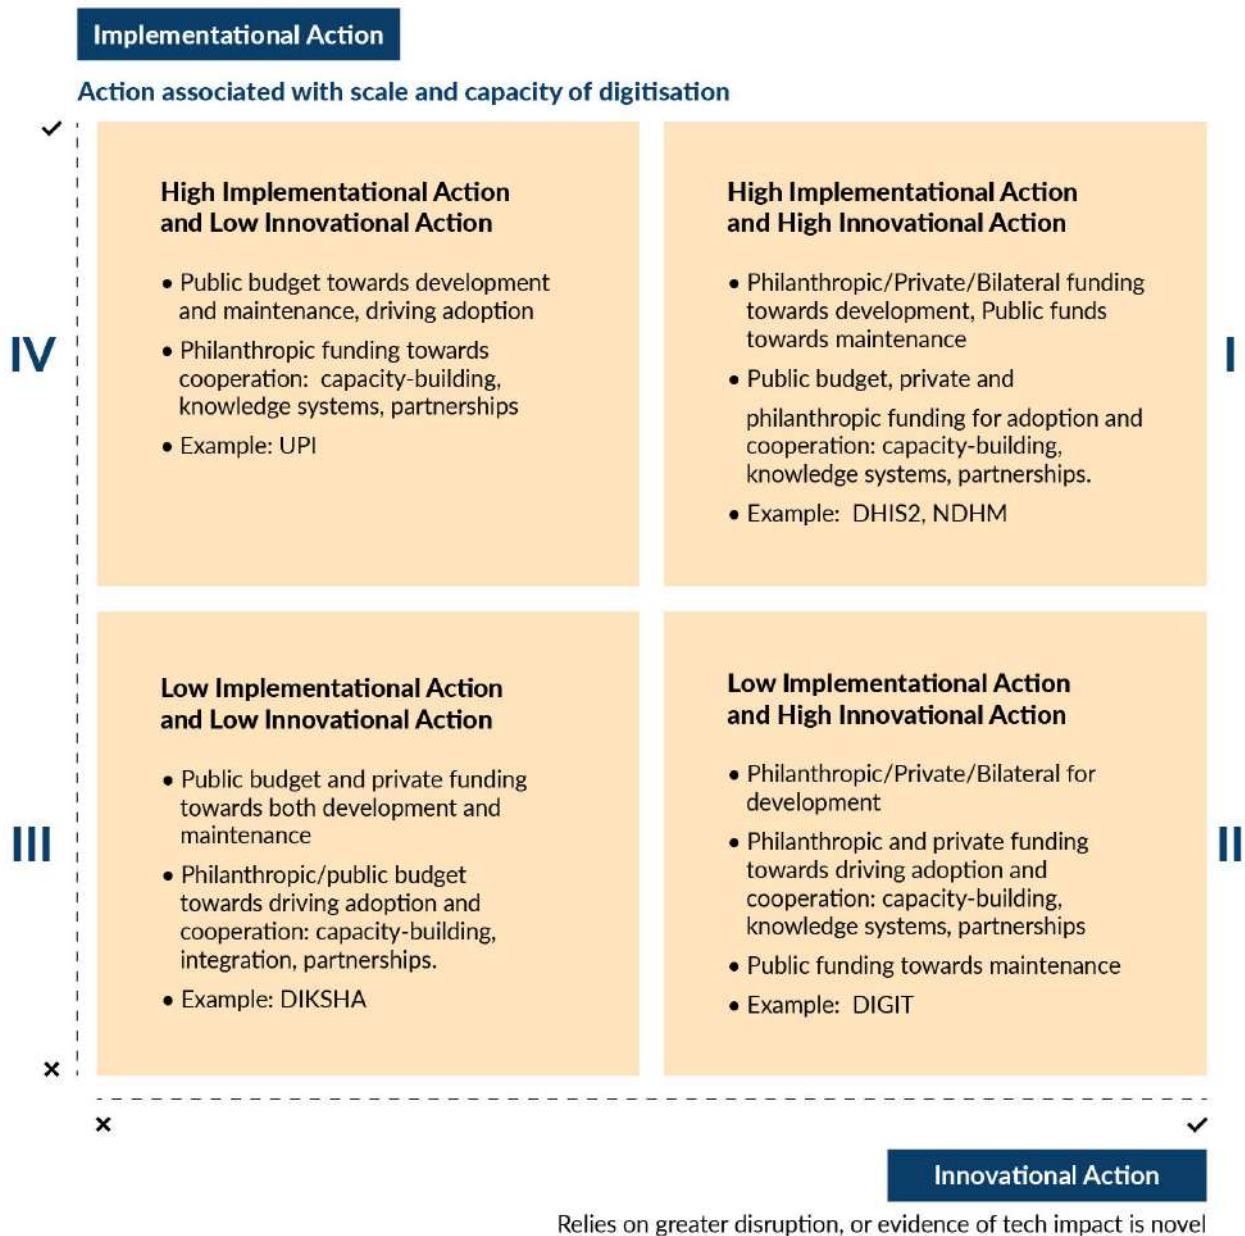 Implementational Action
Action associated with scale and capacity of digitisation
✓
IV
High Implementational Action
and Low Innovational Action
• Public budget towards development
and maintenance, driving adoption
• Philanthropic funding towards
cooperation: capacity-building,
knowledge systems, partnerships
• Example: UPI
High Implementational Action
and High Innovational Action
• Philanthropic/Private/Bilateral funding
towards development, Public funds
towards maintenance
• Public budget, private and
philanthropic funding for adoption and
cooperation: capacity-building,
knowledge systems, partnerships.
• Example: DHIS2, NDHM
I
III
Low Implementational Action
and Low Innovational Action
• Public budget and private funding
towards both development and
maintenance
• Philanthropic/public budget
towards driving adoption and
cooperation: capacity-building,
integration, partnerships.
• Example: DIKSHA
Low Implementational Action
and High Innovational Action
• Philanthropic/Private/Bilateral for
development
• Philanthropic and private funding
towards driving adoption and
cooperation: capacity-building,
knowledge systems, partnerships
• Public funding towards maintenance
• Example: DIGIT
II
×
× ✓
Innovational Action
Relies on greater disruption, or evidence of tech impact is novel